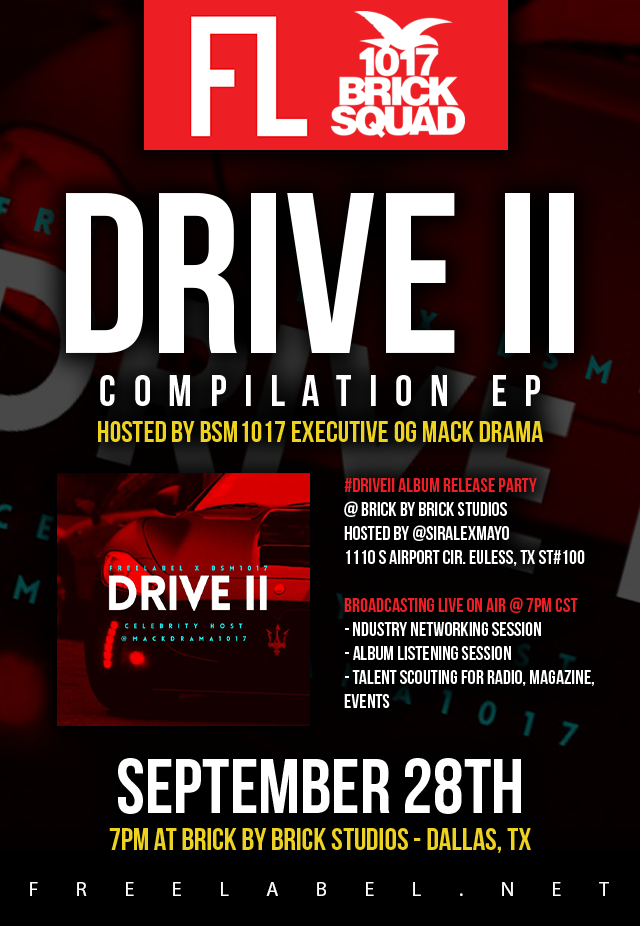 FL
1017
BRICK
SQUAD
DRIVE II
COMPILATION EP
HOSTED BY BSM1017 EXECUTIVE OG MACK DRAMA
FREELABEL X BSM1017
DRIVE II
CELEBRITY HOST
@MACKDRAMA1017
#DRIVEII ALBUM RELEASE PARTY
@ BRICK BY BRICK STUDIOS
HOSTED BY @SIRALEXMAYO
1110 S AIRPORT CIR. EULESS, TX ST#100
BROADCASTING LIVE ON AIR @ 7PM CST
- NDUSTRY NETWORKING SESSION
- ALBUM LISTENING SESSION
- TALENT SCOUTING FOR RADIO, MAGAZINE,
EVENTS
SEPTEMBER 28TH
7PM AT BRICK BY BRICK STUDIOS - DALLAS, TX
FREELABEL.NET